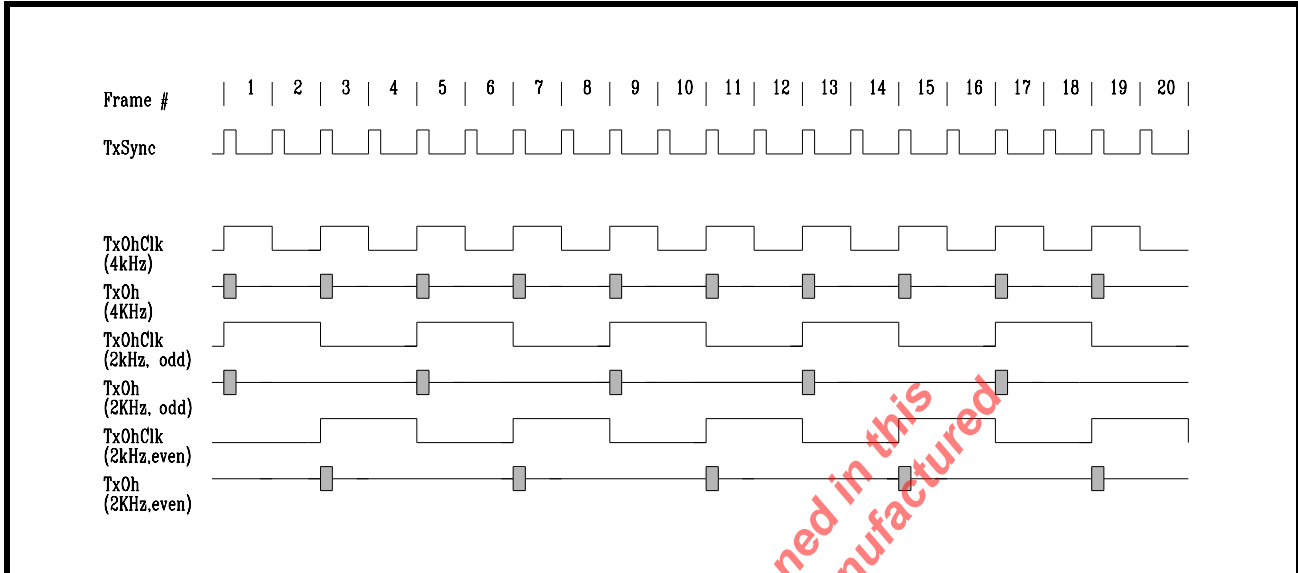 Frame # | 1 | 2 | 3 | 4 | 5 | 6 | 7 | 8 | 9 | 10 | 11 | 12 | 13 | 14 | 15 | 16 | 17 | 18 | 19 | 20 |
TxSync
TxOhClk
(4kHz)
TxOh
(4KHz)
TxOhClk
(2kHz, odd)
TxOh
(2KHz, odd)
TxOhClk
(2kHz,even)
TxOh
(2KHz,even)
ned in this
nufactured